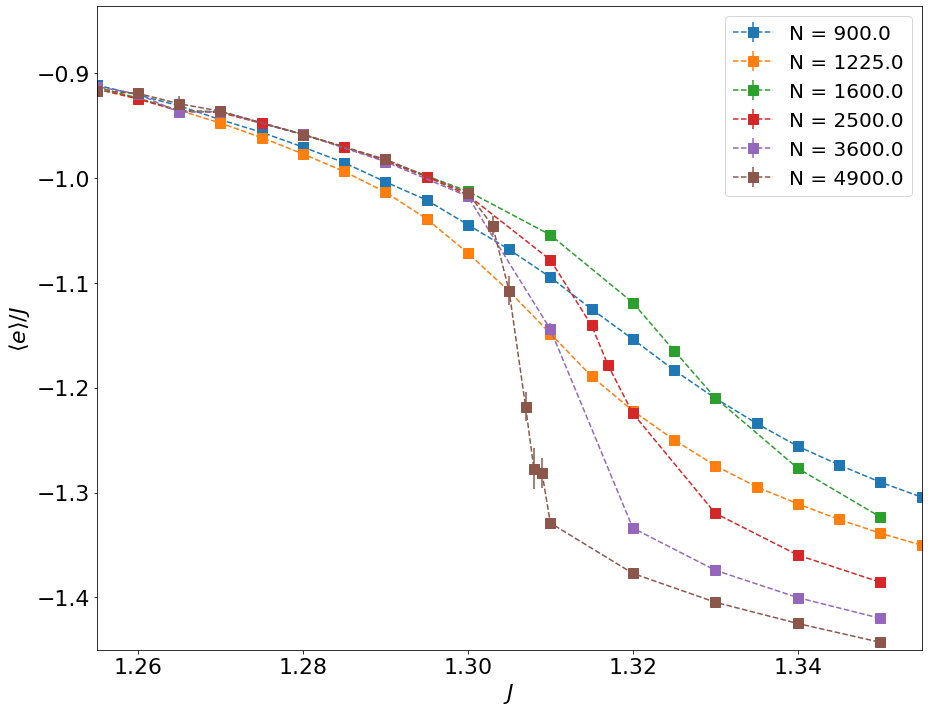 N = 900.0
N = 1225.0
N = 1600.0
N = 2500.0
N = 3600.0
N = 4900.0
−0.9
−1.0
−1.1
−1.2
−1.3
−1.4
⟨e⟩/J
1.26 1.28 1.30 1.32 1.34
J